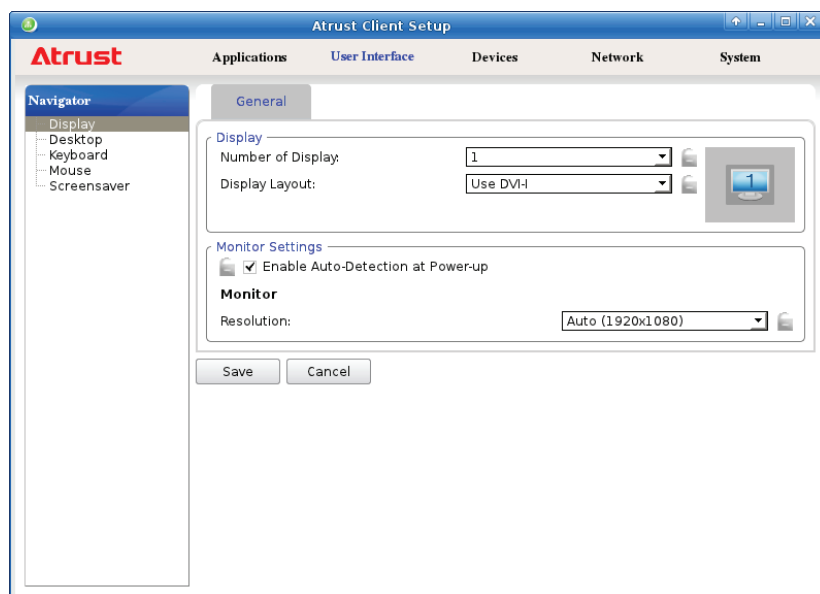 Atrust Client Setup
Atrust
Applications User Interface Devices Network System
Navigator
Display
Desktop
Keyboard
Mouse
Screensaver
General
Display
Number of Display: 1
Display Layout: Use DVI-I
1
Monitor Settings
Enable Auto-Detection at Power-up
Monitor
Resolution: Auto (1920x1080)
Save Cancel